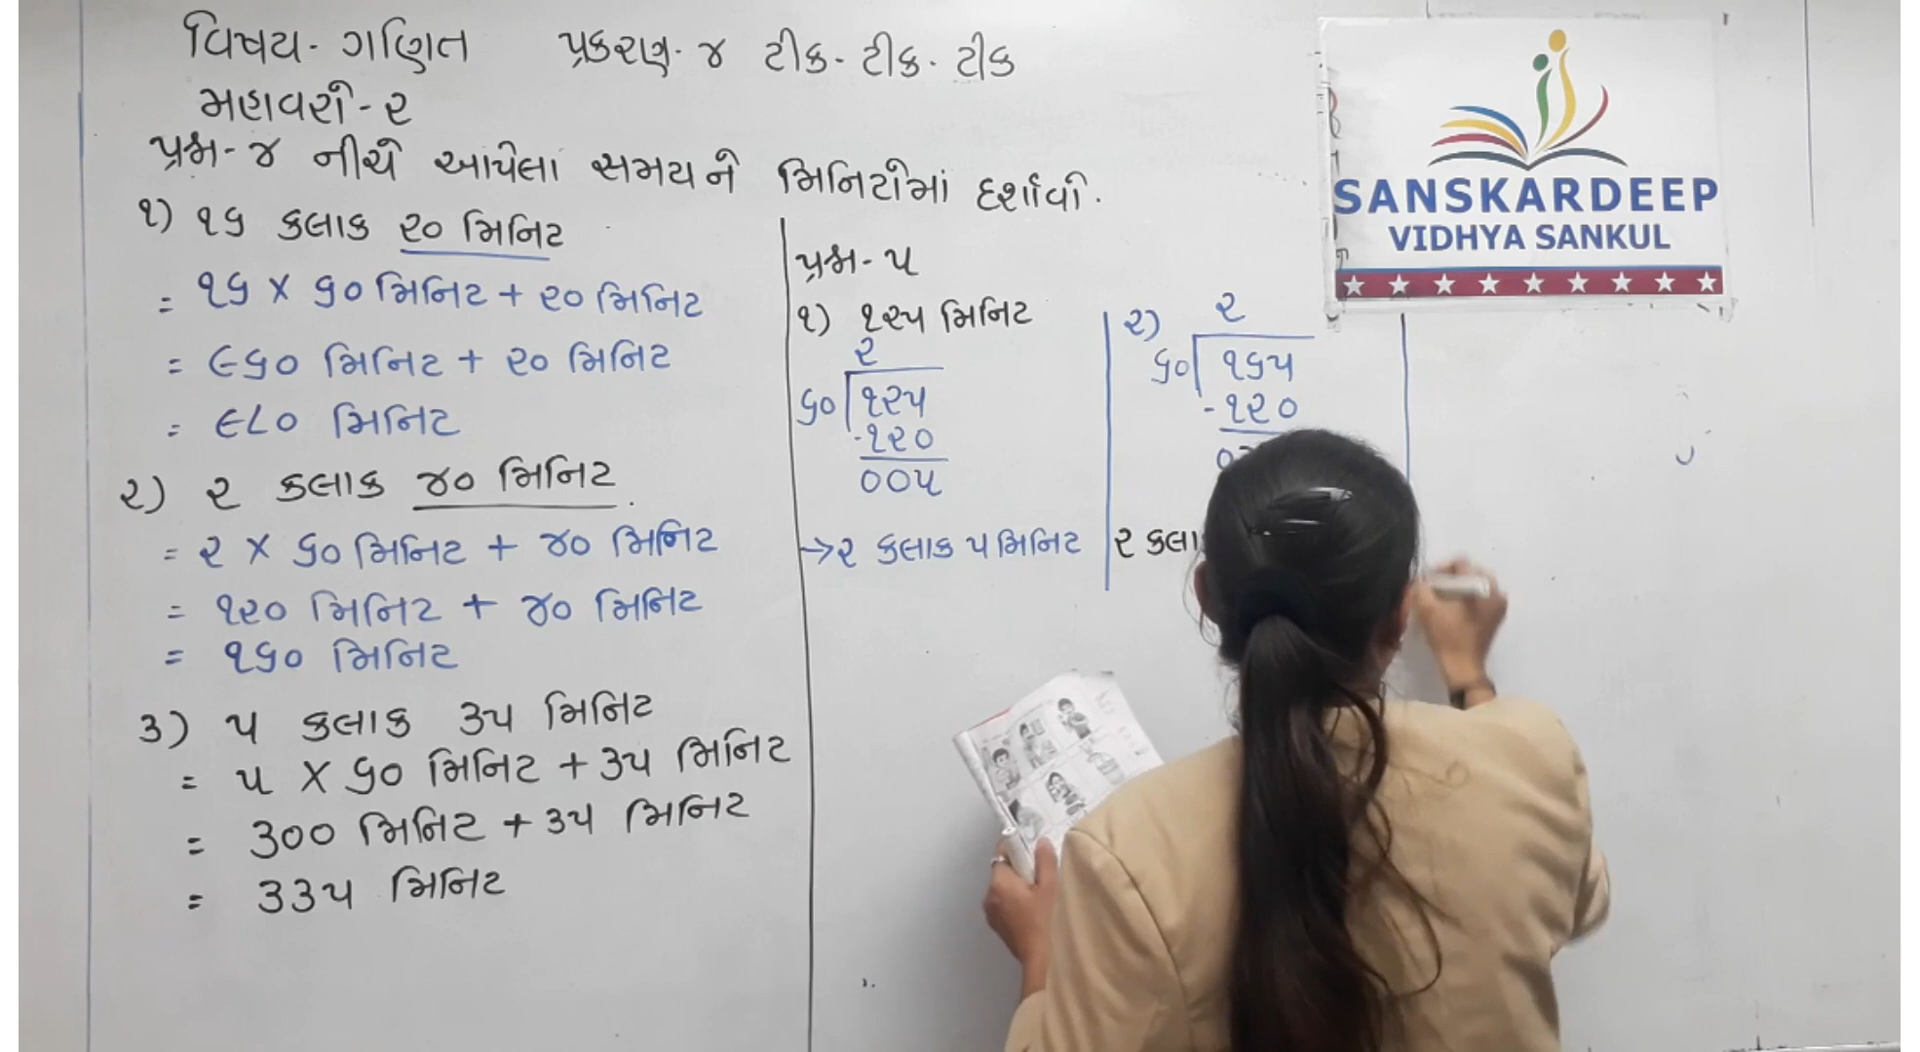 વિષય - ગણિત પ્રકરણ - ૪ ટીક - ટીક - ટીક
મહાવરો - ૨
પ્રશ્ન - ૪ નીચે આપેલા સમયને મિનિટોમાં દર્શાવો.
૧) ૧૬ કલાક ૨૦ મિનિટ
= ૧૬ × ૬૦ મિનિટ + ૨૦ મિનિટ
= ૯૬૦ મિનિટ + ૨૦ મિનિટ
= ૯૮૦ મિનિટ
૨) ૨ કલાક ૪૦ મિનિટ.
= ૨ × ૬૦ મિનિટ + ૪૦ મિનિટ
= ૧૨૦ મિનિટ + ૪૦ મિનિટ
= ૧૬૦ મિનિટ
૩) ૫ કલાક ૩૫ મિનિટ
= ૫ × ૬૦ મિનિટ + ૩૫ મિનિટ
= ૩૦૦ મિનિટ + ૩૫ મિનિટ
= ૩૩૫ મિનિટ
પ્રશ્ન - ૫
૧) ૧૨૫ મિનિટ
૨
૬૦ ૧૨૫
-૧૨૦
૦૦૫
→ ૨ કલાક ૫ મિનિટ
૨) ૨
૬૦ ૧૬૫
-૧૨૦
૨ કલા
SANSKARDEEP
VIDHYA SANKUL